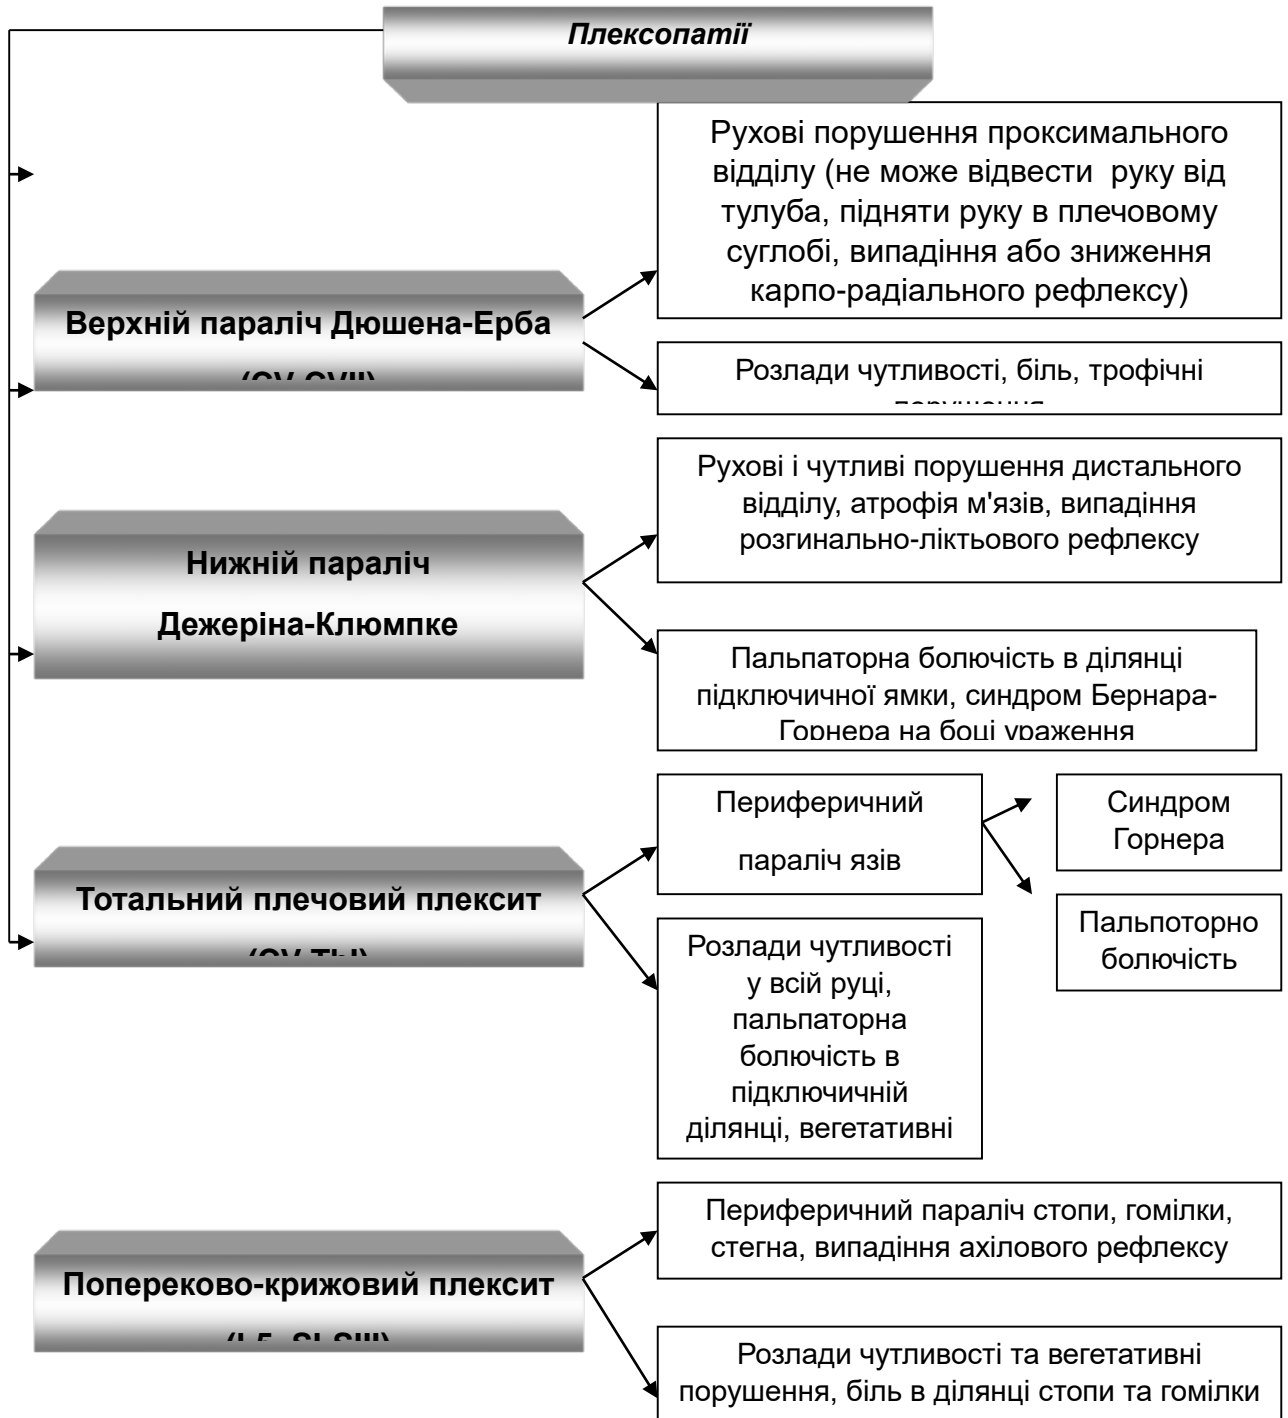 Плексопатії
Рухові порушення проксимального
відділу (не може відвести руку від
тулуба, підняти руку в плечовому
суглобі, випадіння або зниження
карпо-радіального рефлексу)
Верхній параліч Дюшена-Ерба
Розлади чутливості, біль, трофічні
Рухові і чутливі порушення дистального
відділу, атрофія м'язів, випадіння
розгинально-ліктьового рефлексу
Нижній параліч
Дежеріна-Клюмпке
Пальпаторна болючість в ділянці
підключичної ямки, синдром Бернара-
Горнера на боці ураження
Периферичний
параліч язів
Синдром
Горнера
Тотальний плечовий плексит
Пальпоторно
болючість
Розлади чутливості
у всій руці,
пальпаторна
болючість в
підключичній
ділянці, вегетативні
Периферичний параліч стопи, гомілки,
стегна, випадіння ахілового рефлексу
Попереково-крижовий плексит
Розлади чутливості та вегетативні
порушення, біль в ділянці стопи та гомілки